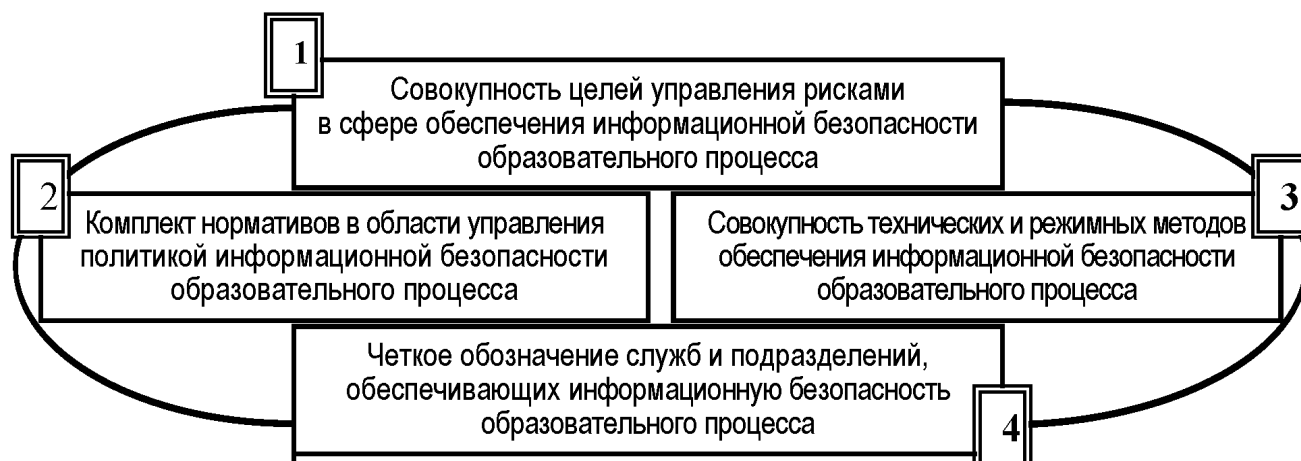 1
Совокупность целей управления рисками
в сфере обеспечения информационной безопасности
образовательного процесса
2
Комплект нормативов в области управления
политикой информационной безопасности
образовательного процесса
3
Совокупность технических и режимных методов
обеспечения информационной безопасности
образовательного процесса
Четкое обозначение служб и подразделений,
обеспечивающих информационную безопасность
образовательного процесса
4